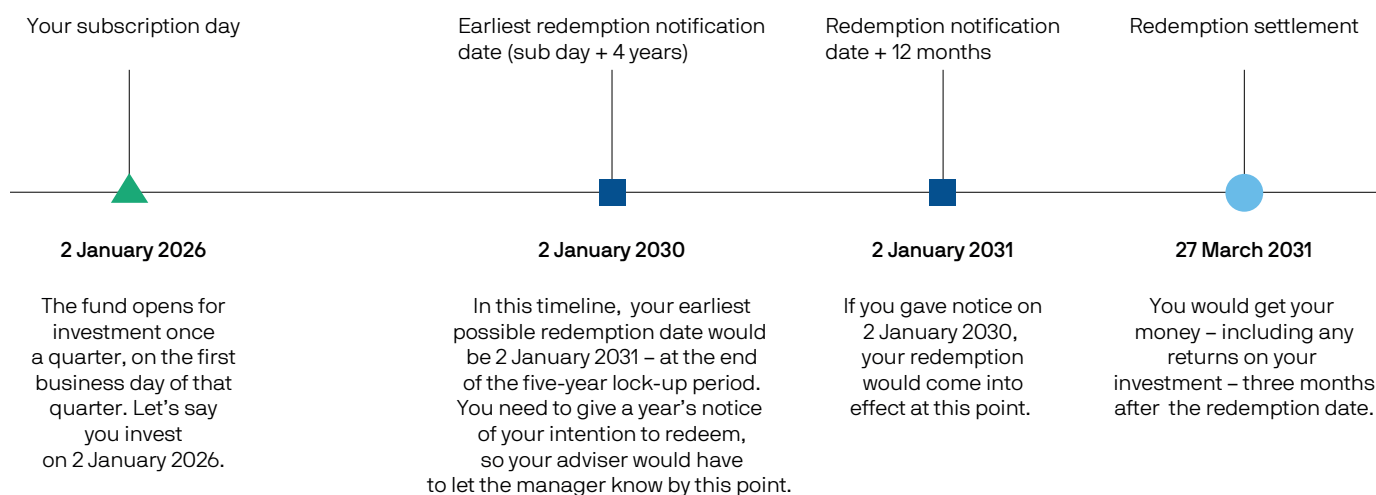 Your subscription day
Earliest redemption notification
date (sub day + 4 years)
Redemption notification
date + 12 months
Redemption settlement
2 January 2026
The fund opens for
investment once
a quarter, on the first
business day of that
quarter. Let’s say
you invest
on 2 January 2026.
2 January 2030
In this timeline, your earliest
possible redemption date would
be 2 January 2031 – at the end
of the five-year lock-up period.
You need to give a year’s notice
of your intention to redeem,
so your adviser would have
to let the manager know by this point.
2 January 2031
If you gave notice on
2 January 2030,
your redemption
would come into
effect at this point.
27 March 2031
You would get your
money – including any
returns on your
investment – three months
after the redemption date.